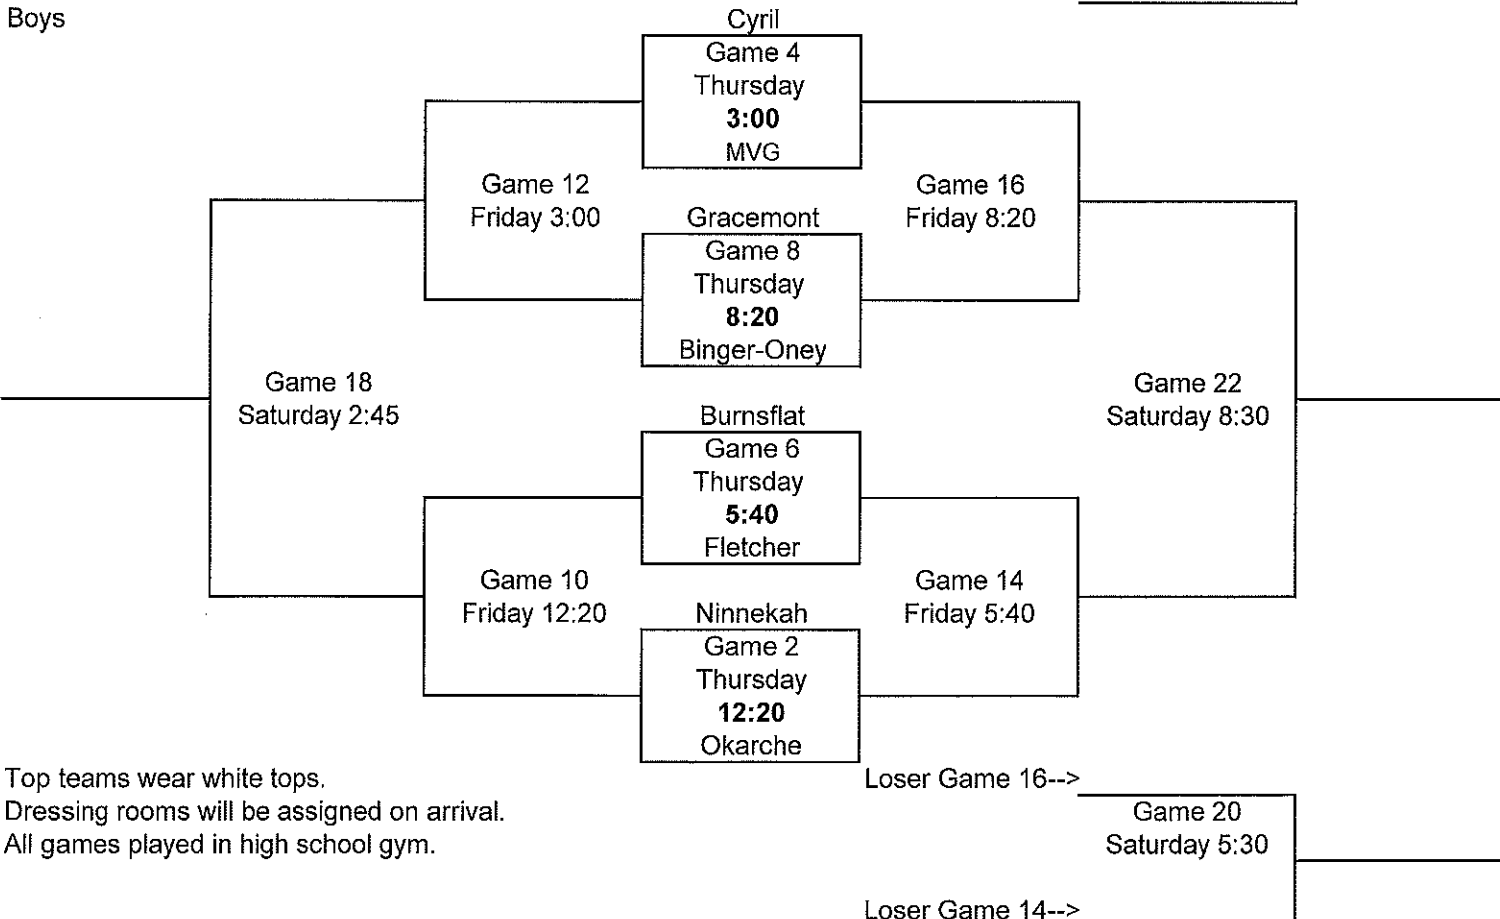 Boys
Cyril
Game 4
Thursday
3:00
MVG
Game 12
Friday 3:00
Game 16
Friday 8:20
Gracemont
Game 8
Thursday
8:20
Binger-Oney
Game 18
Saturday 2:45
Game 22
Saturday 8:30
Burnsflat
Game 6
Thursday
5:40
Fletcher
Game 10
Friday 12:20
Game 14
Friday 5:40
Ninnekah
Game 2
Thursday
12:20
Okarche
Top teams wear white tops.
Dressing rooms will be assigned on arrival.
All games played in high school gym.
Loser Game 16-->
Game 20
Saturday 5:30
Loser Game 14-->